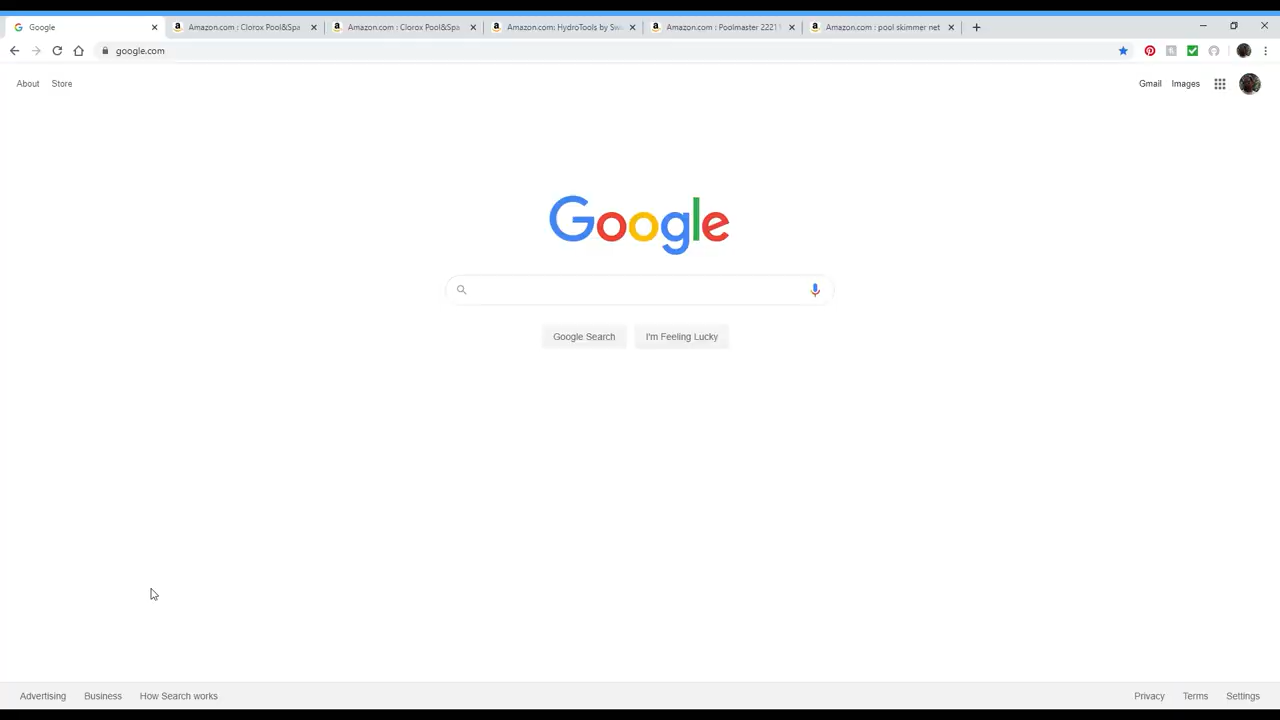 Google
Amazon.com : Clorox Pool&Spa
Amazon.com : Clorox Pool&Spa
Amazon.com: HydroTools by Sw
Amazon.com : Poolmaster 22211
Amazon.com : pool skimmer net
google.com
About Store
Gmail Images
Google
Google Search I'm Feeling Lucky
Advertising Business How Search works
Privacy Terms Settings